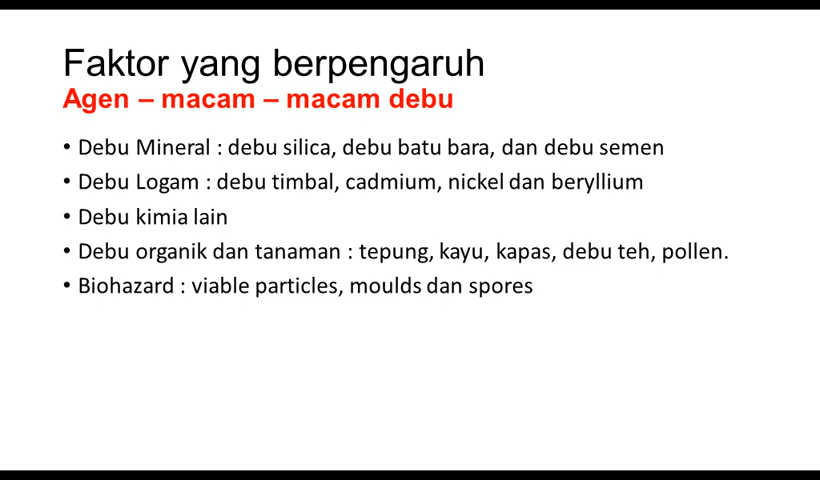 Faktor yang berpengaruh
Agen – macam – macam debu
• Debu Mineral : debu silica, debu batu bara, dan debu semen
• Debu Logam : debu timbal, cadmium, nickel dan beryllium
• Debu kimia lain
• Debu organik dan tanaman : tepung, kayu, kapas, debu teh, pollen.
• Biohazard : viable particles, moulds dan spores